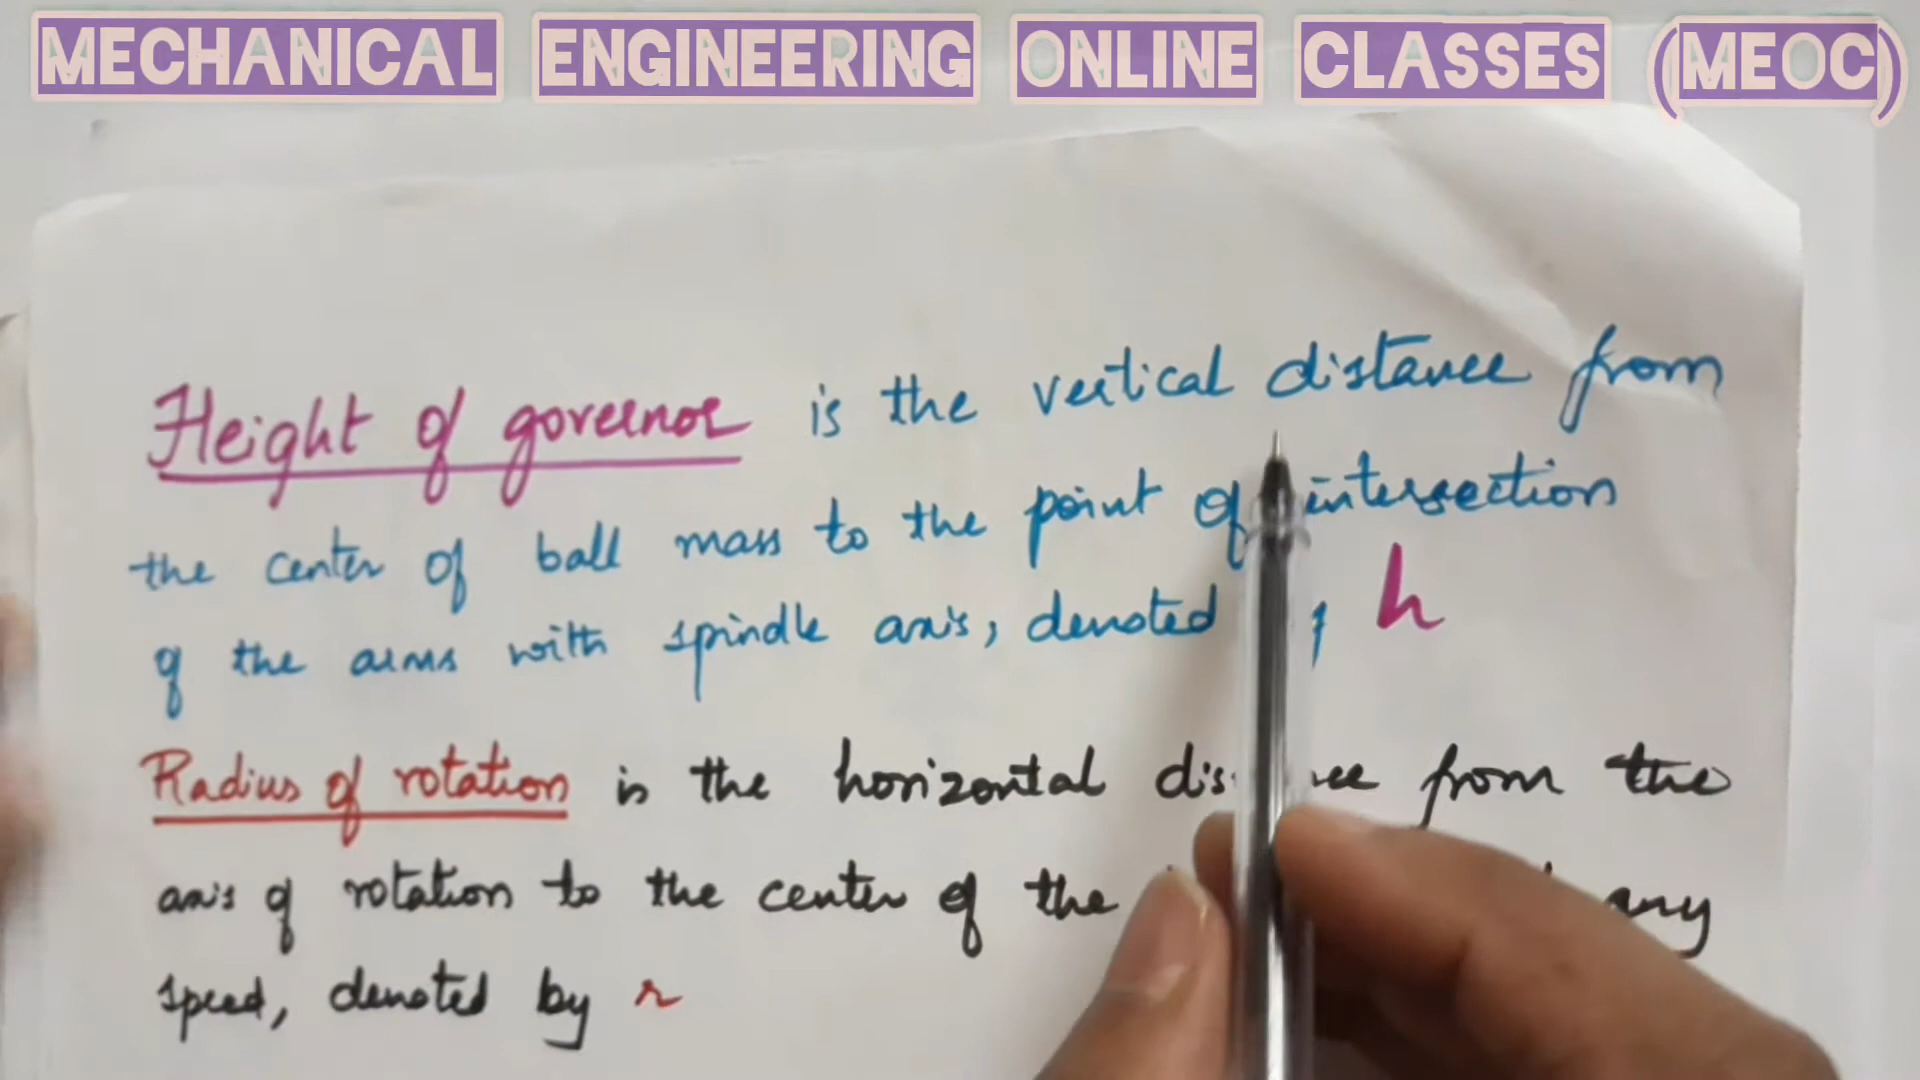 MECHANICAL ENGINEERING ONLINE CLASSES (MEOC)
Height of governor is the vertical distance from
the center of ball mass to the point of intersection
of the arms with spindle axis, denoted h
Radius of rotation is the horizontal from the
axis of rotation to the center of the any
speed, denoted by r